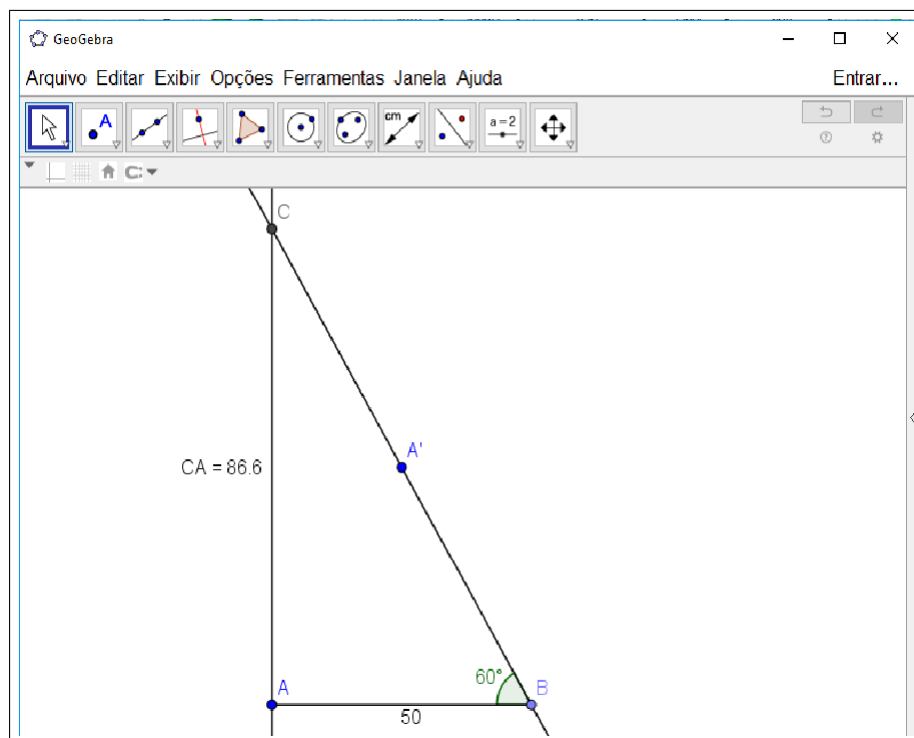 GeoGebra
Arquivo Editar Exibir Opções Ferramentas Janela Ajuda Entrar...
A cm a=2
C
A'
CA = 86.6
60°
A B
50